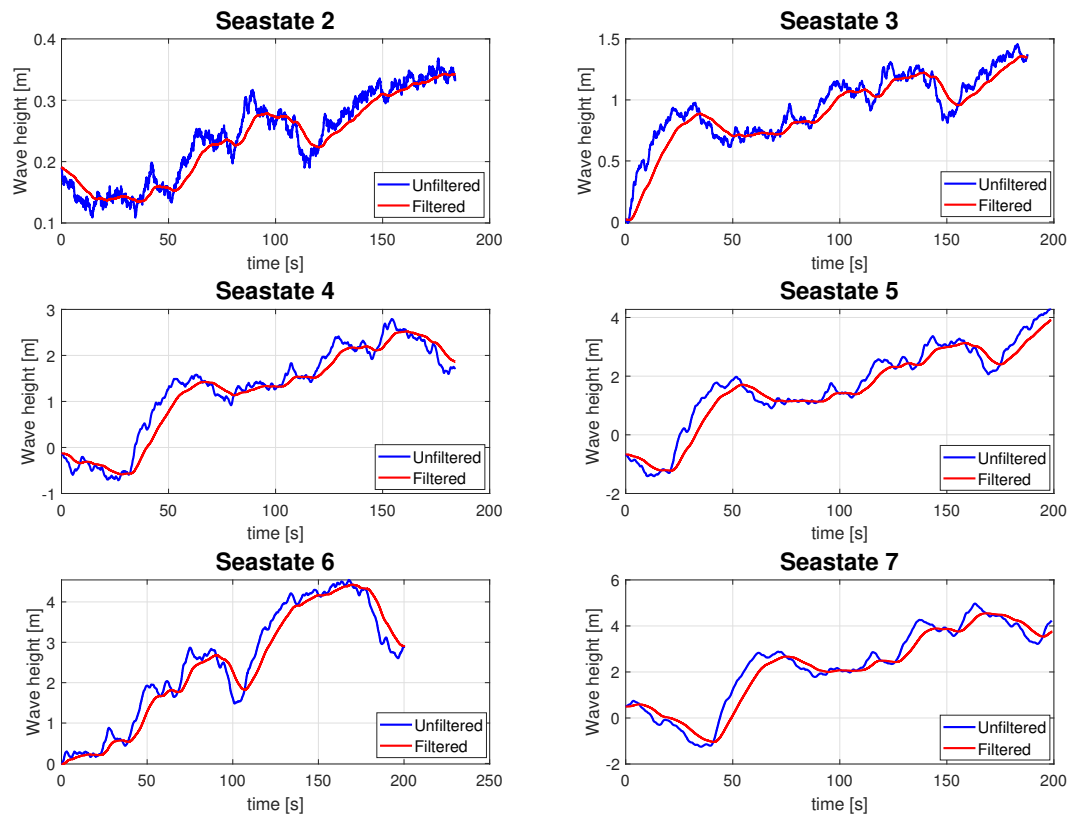 Seastate 2
0.4
0.3
0.2
0.1
Wave height [m]
0 50 100 150 200
time [s]
Unfiltered
Filtered
Seastate 3
1.5
1
0.5
0
Wave height [m]
0 50 100 150 200
time [s]
Unfiltered
Filtered
Seastate 4
3
2
1
0
-1
Wave height [m]
0 50 100 150 200
time [s]
Unfiltered
Filtered
Seastate 5
4
2
0
-2
Wave height [m]
0 50 100 150 200
time [s]
Unfiltered
Filtered
Seastate 6
4
3
2
1
0
Wave height [m]
0 50 100 150 200 250
time [s]
Unfiltered
Filtered
Seastate 7
6
4
2
0
-2
Wave height [m]
0 50 100 150 200
time [s]
Unfiltered
Filtered